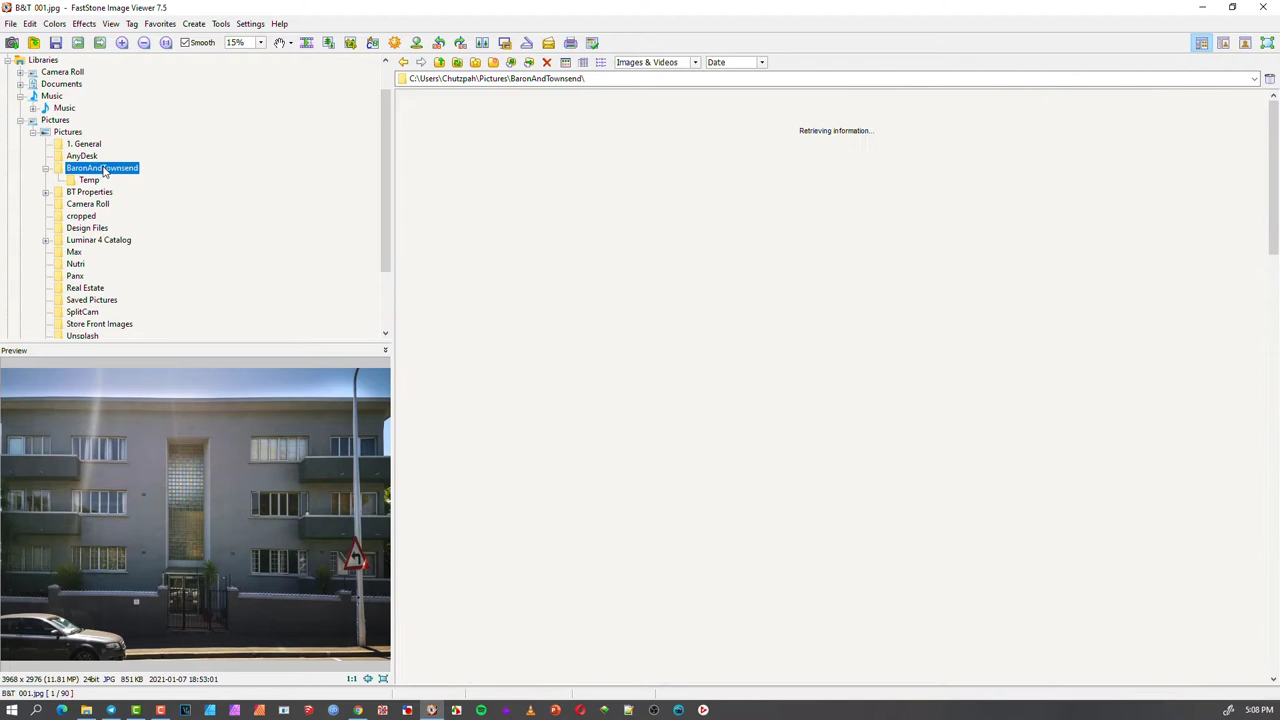 B&T 001.jpg - FastStone Image Viewer 7.5
File Edit Colors Effects View Tag Favorites Create Tools Settings Help
Smooth 15%
Libraries
Camera Roll
Documents
Music
Music
Pictures
Pictures
1. General
AnyDesk
BaronAndTownsend
Temp
BT Properties
Camera Roll
cropped
Design Files
Luminar 4 Catalog
Max
Nutri
Panx
Real Estate
Saved Pictures
SplitCam
Store Front Images
Unsplash
Images & Videos Date
C:\Users\Chutzpah\Pictures\BaronAndTownsend\
Retrieving information...
Preview
3968 x 2976 (11.81 MP) 24bit JPG 851 KB 2021-01-07 18:53:01 1:1
B&T 001.jpg [ 1 / 90 ]
5:08 PM